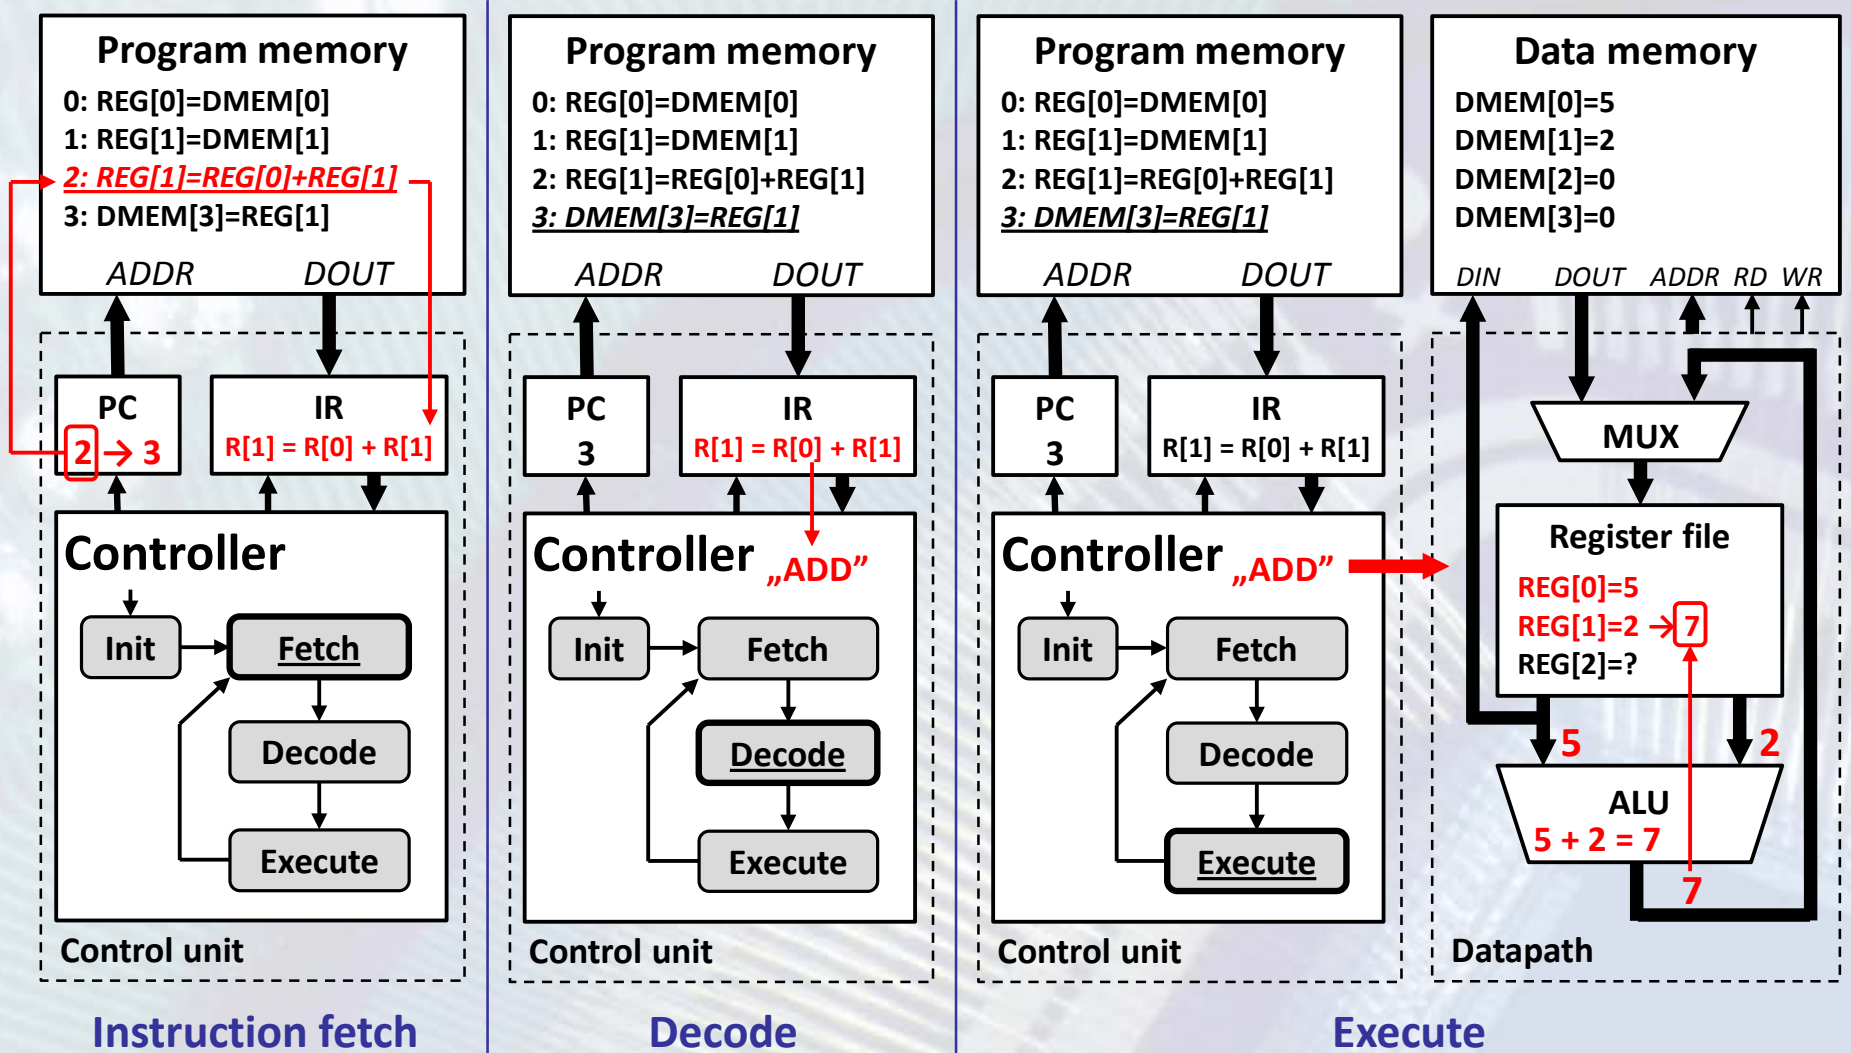 Program memory
0: REG[0]=DMEM[0]
1: REG[1]=DMEM[1]
2: REG[1]=REG[0]+REG[1]
3: DMEM[3]=REG[1]
ADDR DOUT
PC
2 → 3
IR
R[1] = R[0] + R[1]
Controller
Init
Fetch
Decode
Execute
Control unit
Instruction fetch
Program memory
0: REG[0]=DMEM[0]
1: REG[1]=DMEM[1]
2: REG[1]=REG[0]+REG[1]
3: DMEM[3]=REG[1]
ADDR DOUT
PC
3
IR
R[1] = R[0] + R[1]
Controller „ADD”
Init
Fetch
Decode
Execute
Control unit
Decode
Program memory
0: REG[0]=DMEM[0]
1: REG[1]=DMEM[1]
2: REG[1]=REG[0]+REG[1]
3: DMEM[3]=REG[1]
ADDR DOUT
PC
3
IR
R[1] = R[0] + R[1]
Controller „ADD”
Init
Fetch
Decode
Execute
Control unit
Data memory
DMEM[0]=5
DMEM[1]=2
DMEM[2]=0
DMEM[3]=0
DIN DOUT ADDR RD WR
MUX
Register file
REG[0]=5
REG[1]=2 → 7
REG[2]=?
5 2
ALU
5 + 2 = 7
7
Datapath
Execute